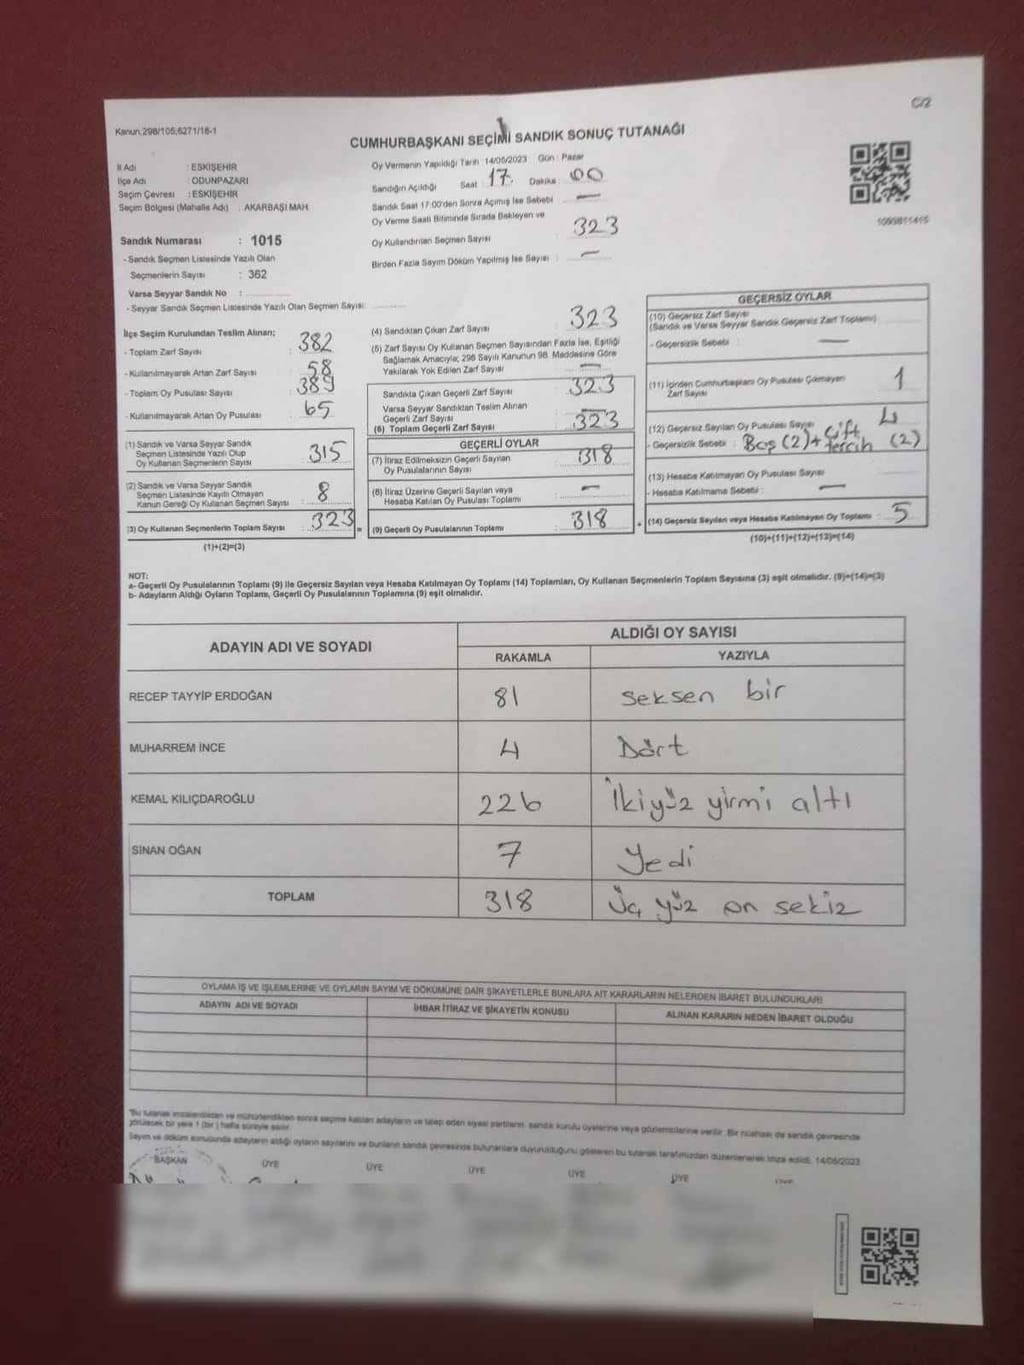 C/2
Kanun,298/105;6271/16-1
CUMHURBAŞKANI SEÇİMİ SANDIK SONUÇ TUTANAĞI
İl Adı : ESKİŞEHİR
İlçe Adı : ODUNPAZARI
Seçim Çevresi : ESKİŞEHİR
Seçim Bölgesi (Mahalle Adı) : AKARBAŞI MAH.
Oy Vermenin Yapıldığı Tarih 14/05/2023 Gün : Pazar
Sandığın Açıldığı Saat 17. Dakika : 00
Sandık Saat 17:00'den Sonra Açımış İse Sebebi —
Oy Verme Saati Bitiminde Sırada Bekleyen ve
Oy Kullandırılan Seçmen Sayısı 323
Birden Fazla Sayım Döküm Yapılmış İse Sayısı : —
Sandık Numarası : 1015
- Sandık Seçmen Listesinde Yazılı Olan
Seçmenlerin Sayısı : 362
Varsa Seyyar Sandık No :
- Seyyar Sandık Seçmen Listesinde Yazılı Olan Seçmen Sayısı:
İlçe Seçim Kurulundan Teslim Alınan;
- Toplam Zarf Sayısı : 382
- Kullanılmayarak Artan Zarf Sayısı : 58
- Toplam Oy Pusulası Sayısı : 389
- Kullanılmayarak Artan Oy Pusulası : 65
(1) Sandık ve Varsa Seyyar Sandık
Seçmen Listesinde Yazılı Olup
Oy Kullanan Seçmenlerin Sayısı : 315
(2) Sandık ve Varsa Seyyar Sandık
Seçmen Listesinde Kayıtlı Olmayan
Kanun Gereği Oy Kullanan Seçmen Sayısı : 8
(3) Oy Kullanan Seçmenlerin Toplam Sayısı : 323
(1)+(2)=(3)
(4) Sandıktan Çıkan Zarf Sayısı : 323
(5) Zarf Sayısı Oy Kullanan Seçmen Sayısından Fazla İse, Eşitliği
Sağlamak Amacıyla; 298 Sayılı Kanunun 98. Maddesine Göre
Yakılarak Yok Edilen Zarf Sayısı : —
Sandıkta Çıkan Geçerli Zarf Sayısı : 323
Varsa Seyyar Sandıktan Teslim Alınan
Geçerli Zarf Sayısı : —
(6) Toplam Geçerli Zarf Sayısı : 323
GEÇERLİ OYLAR
(7) İtiraz Edilmeksizin Geçerli Sayılan
Oy Pusulalarının Sayısı : 318
(8) İtiraz Üzerine Geçerli Sayılan veya
Hesaba Katılan Oy Pusulası Toplamı : —
(9) Geçerli Oy Pusulalarının Toplamı : 318
GEÇERSİZ OYLAR
(10) Geçersiz Zarf Sayısı
(Sandık ve Varsa Seyyar Sandık Geçersiz Zarf Toplamı)
- Geçersizlik Sebebi : —
(11) İçinden Cumhurbaşkanı Oy Pusulası Çıkmayan
Zarf Sayısı 1
(12) Geçersiz Sayılan Oy Pusulası Sayısı 4
- Geçersizlik Sebebi : Boş (2) + çift tercih (2)
(13) Hesaba Katılmayan Oy Pusulası Sayısı
- Hesaba Katılmama Sebebi : —
(14) Geçersiz Sayılan veya Hesaba Katılmayan Oy Toplamı : 5
(10)+(11)+(12)+(13)=(14)
NOT:
a- Geçerli Oy Pusulalarının Toplamı (9) ile Geçersiz Sayılan veya Hesaba Katılmayan Oy Toplamı (14) Toplamları, Oy Kullanan Seçmenlerin Toplam Sayısına (3) eşit olmalıdır. (9)+(14)=(3)
b- Adayların Aldığı Oyların Toplamı, Geçerli Oy Pusulalarının Toplamına (9) eşit olmalıdır.
ADAYIN ADI VE SOYADI ALDIĞI OY SAYISI
RAKAMLA YAZIYLA
RECEP TAYYİP ERDOĞAN 81 seksen bir
MUHARREM İNCE 4 Dört
KEMAL KILIÇDAROĞLU 226 İkiyüz yirmi altı
SİNAN OĞAN 7 Yedi
TOPLAM 318 Üç yüz on sekiz
OYLAMA İŞ VE İŞLEMLERİNE VE OYLARIN SAYIM VE DÖKÜMÜNE DAİR ŞİKAYETLERLE BUNLARA AİT KARARLARIN NELERDEN İBARET BULUNDUKLARI
ADAYIN ADI VE SOYADI İHBAR İTİRAZ VE ŞİKAYETİN KONUSU ALINAN KARARIN NEDEN İBARET OLDUĞU
*Bu tutanak imzalandıktan ve mühürlendikten sonra seçime katılan adayların ve talep eden siyasi partilerin, sandık kurulu üyelerine veya gözlemcilerine verilir. Bir nüshası da sandık çevresinde
görülecek bir yere 1 (bir) hafta süreyle asılır.
Sayım ve döküm sonucunda adayların aldığı oyların sayılarını ve bunların sandık çevresinde bulunanlara duyurulduğunu gösteren bu tutanak tarafımızdan düzenlenerek imza edildi. 14/05/2023
BAŞKAN ÜYE ÜYE ÜYE ÜYE ÜYE ÜYE